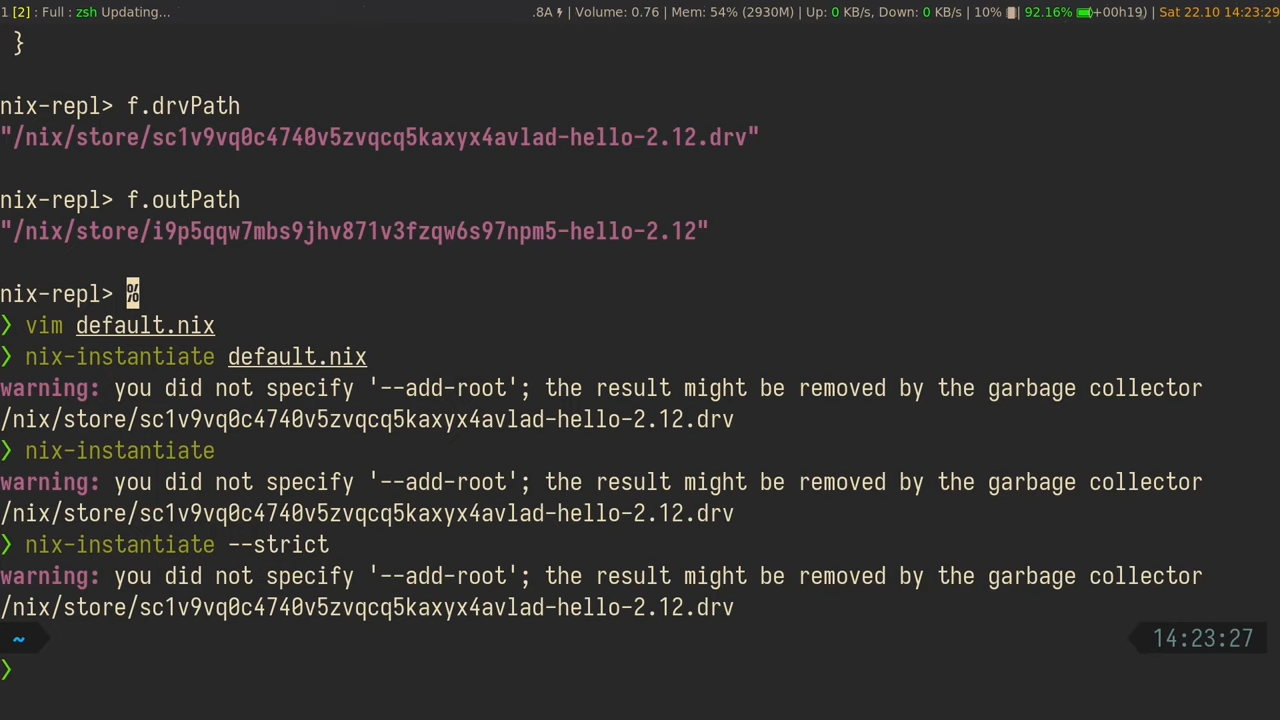 1 [2] : Full : zsh Updating... .8A | Volume: 0.76 | Mem: 54% (2930M) | Up: 0 KB/s, Down: 0 KB/s | 10% | 92.16% +00h19) | Sat 22.10 14:23:29
}
nix-repl> f.drvPath
"/nix/store/sc1v9vq0c4740v5zvqcq5kaxyx4avlad-hello-2.12.drv"
nix-repl> f.outPath
"/nix/store/i9p5qqw7mbs9jhv871v3fzqw6s97npm5-hello-2.12"
nix-repl> %
❯ vim default.nix
❯ nix-instantiate default.nix
warning: you did not specify '--add-root'; the result might be removed by the garbage collector
/nix/store/sc1v9vq0c4740v5zvqcq5kaxyx4avlad-hello-2.12.drv
❯ nix-instantiate
warning: you did not specify '--add-root'; the result might be removed by the garbage collector
/nix/store/sc1v9vq0c4740v5zvqcq5kaxyx4avlad-hello-2.12.drv
❯ nix-instantiate --strict
warning: you did not specify '--add-root'; the result might be removed by the garbage collector
/nix/store/sc1v9vq0c4740v5zvqcq5kaxyx4avlad-hello-2.12.drv
~ 14:23:27
❯